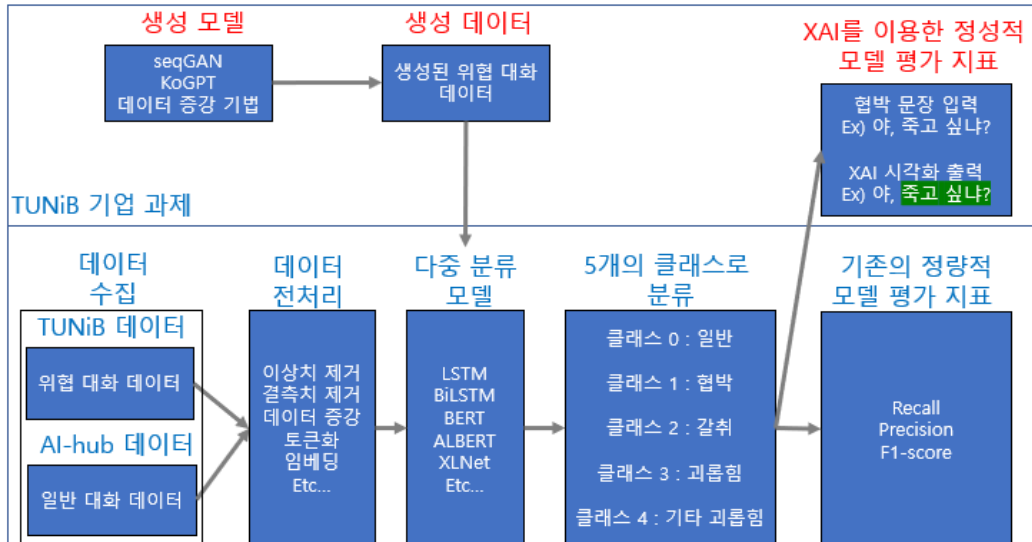 생성 모델
seqGAN
KoGPT
데이터 증강 기법
생성 데이터
생성된 위협 대화
데이터
XAI를 이용한 정성적
모델 평가 지표
협박 문장 입력
Ex) 야, 죽고 싶냐?
XAI 시각화 출력
Ex) 야, 죽고 싶냐?
TUNiB 기업 과제
데이터
수집
TUNiB 데이터
위협 대화 데이터
AI-hub 데이터
일반 대화 데이터
데이터
전처리
이상치 제거
결측치 제거
데이터 증강
토큰화
임베딩
Etc...
다중 분류
모델
LSTM
BiLSTM
BERT
ALBERT
XLNet
Etc...
5개의 클래스로
분류
클래스 0 : 일반
클래스 1 : 협박
클래스 2 : 갈취
클래스 3 : 괴롭힘
클래스 4 : 기타 괴롭힘
기존의 정량적
모델 평가 지표
Recall
Precision
F1-score